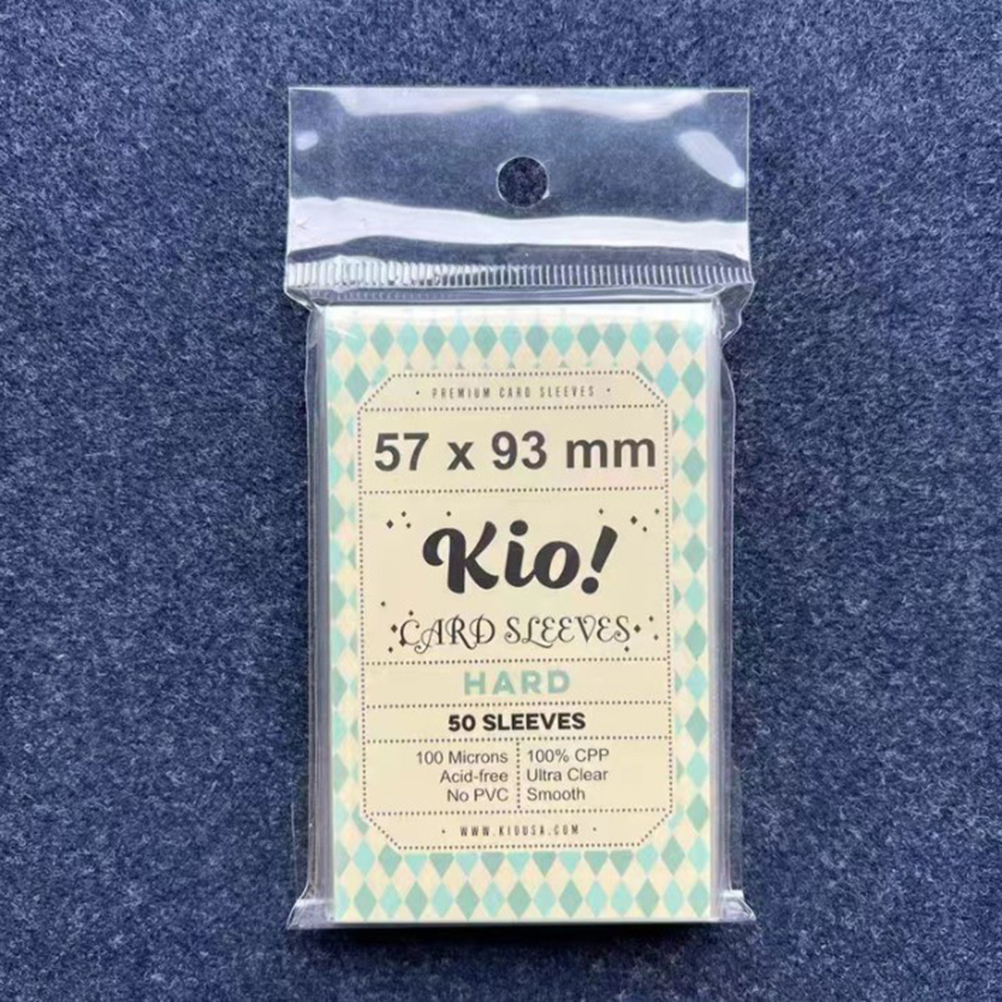 • PREMIUM CARD SLEEVES •
57 x 93 mm
Kio!
CARD SLEEVES
HARD
50 SLEEVES
100 Microns
Acid-free
No PVC
100% CPP
Ultra Clear
Smooth
• WWW.KIOUSA.COM •